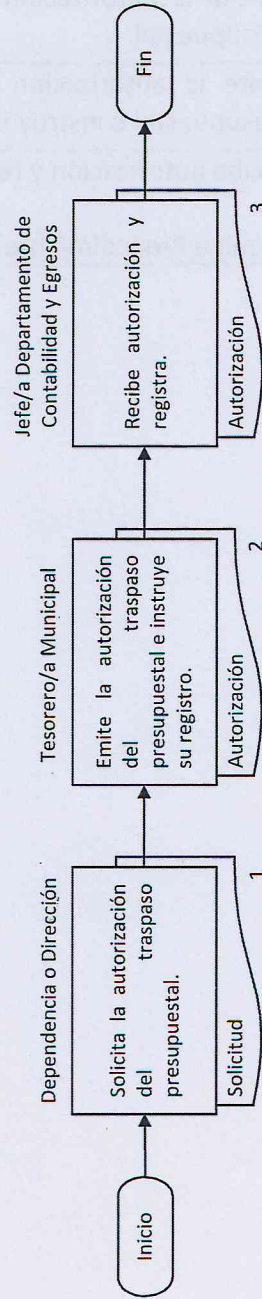 Inicio
Dependencia o Dirección
Solicita la autorización
del traspaso
presupuestal.
Solicitud
1
Tesorero/a Municipal
Emite la autorización
del traspaso
presupuestal e instruye
su registro.
Autorización
2
Jefe/a Departamento de
Contabilidad y Egresos
Recibe autorización y
registra.
Autorización
3
Fin